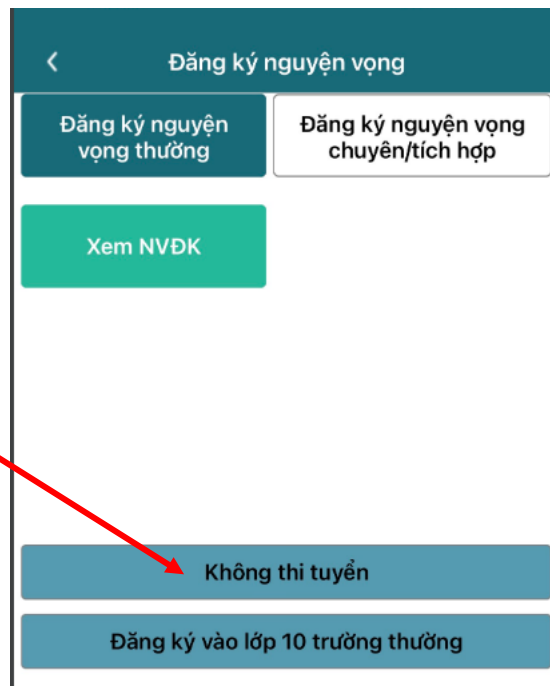 Đăng ký nguyện vọng
Đăng ký nguyện
vọng thường
Đăng ký nguyện vọng
chuyên/tích hợp
Xem NVĐK
Không thi tuyển
Đăng ký vào lớp 10 trường thường